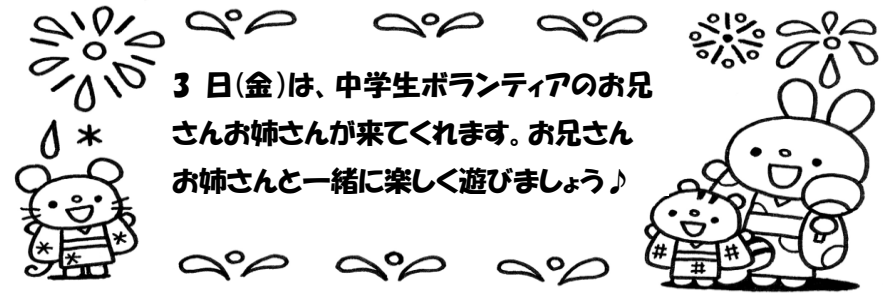 3 日(金)は、中学生ボランティアのお兄
さんお姉さんが来てくれます。お兄さん
お姉さんと一緒に楽しく遊びましょう♪